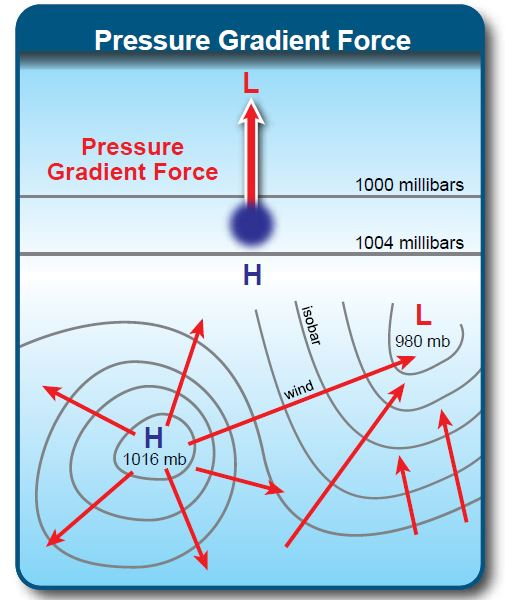 Pressure Gradient Force
L
Pressure
Gradient Force
1000 millibars
1004 millibars
H
isobar
L
980 mb
wind
H
1016 mb